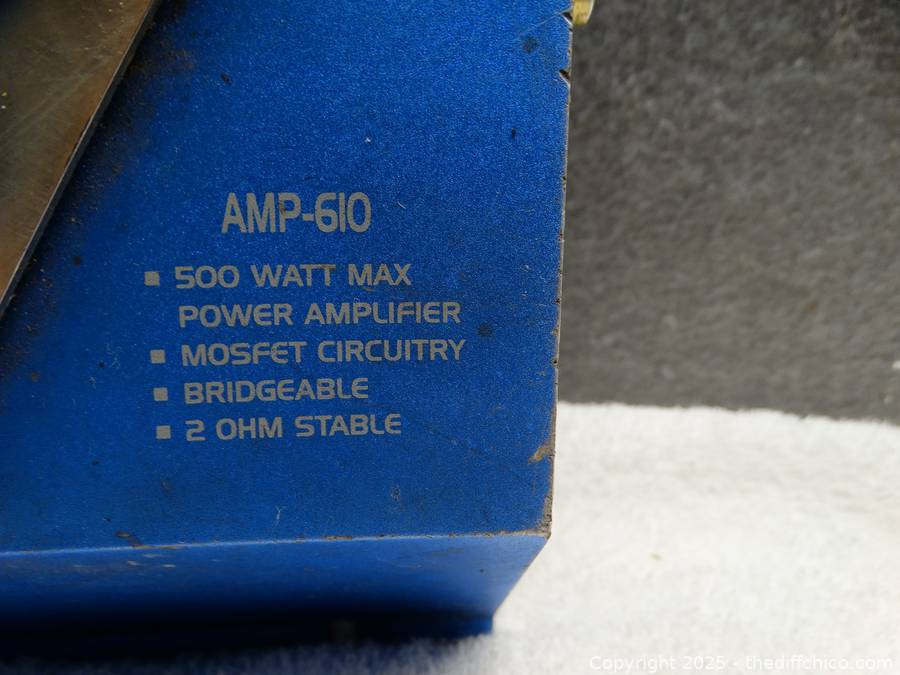 AMP-610
▪ 500 WATT MAX
POWER AMPLIFIER
▪ MOSFET CIRCUITRY
▪ BRIDGEABLE
▪ 2 OHM STABLE
Copyright 2025 - thediffchico.com